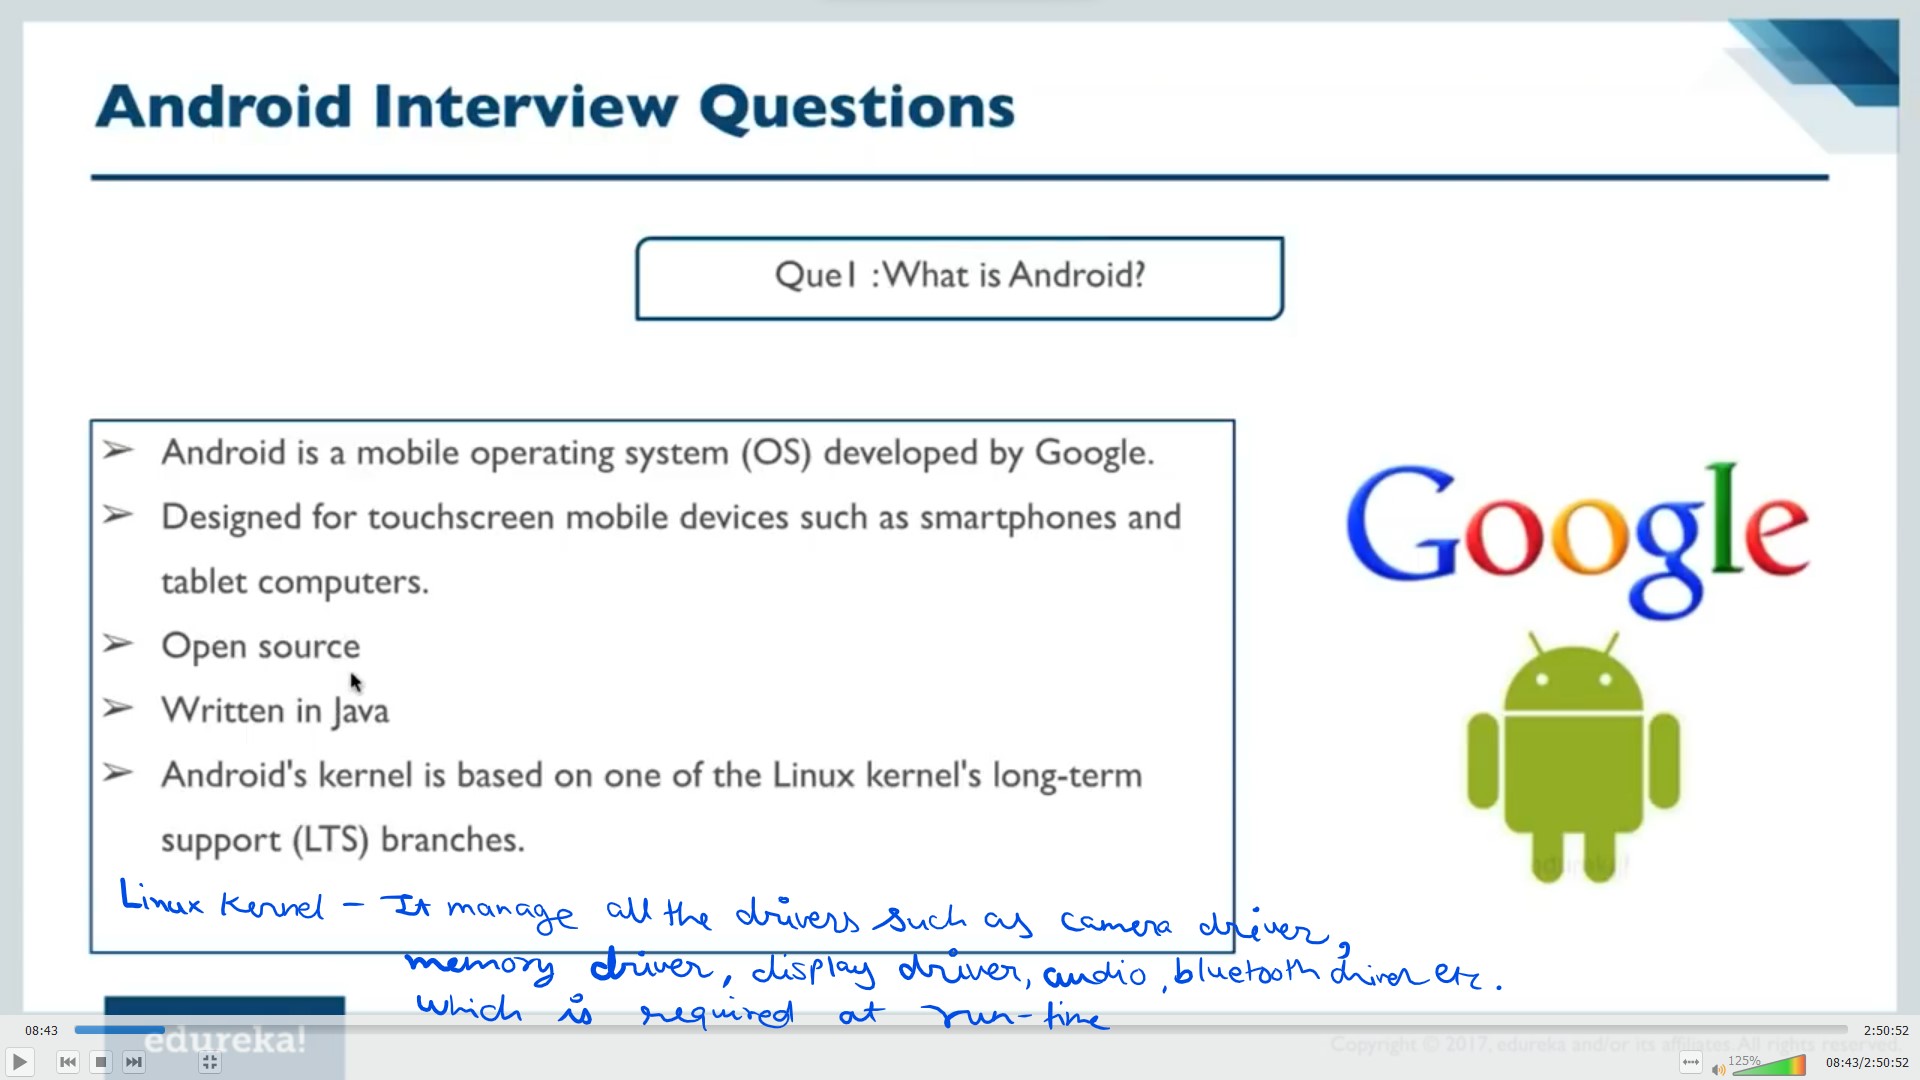 Android Interview Questions
Que1 : What is Android?
➢ Android is a mobile operating system (OS) developed by Google.
➢ Designed for touchscreen mobile devices such as smartphones and
tablet computers.
➢ Open source
➢ Written in Java
➢ Android's kernel is based on one of the Linux kernel's long-term
support (LTS) branches.
Google
edureka!
Linux Kernel – It manage all the drivers such as camera driver,
memory driver, display driver, audio, bluetooth driver etc.
which is required at run-time
08:43
2:50:52
edureka!
Copyright © 2017, edureka and/or its affiliates. All rights reserved.
125%
08:43/2:50:52